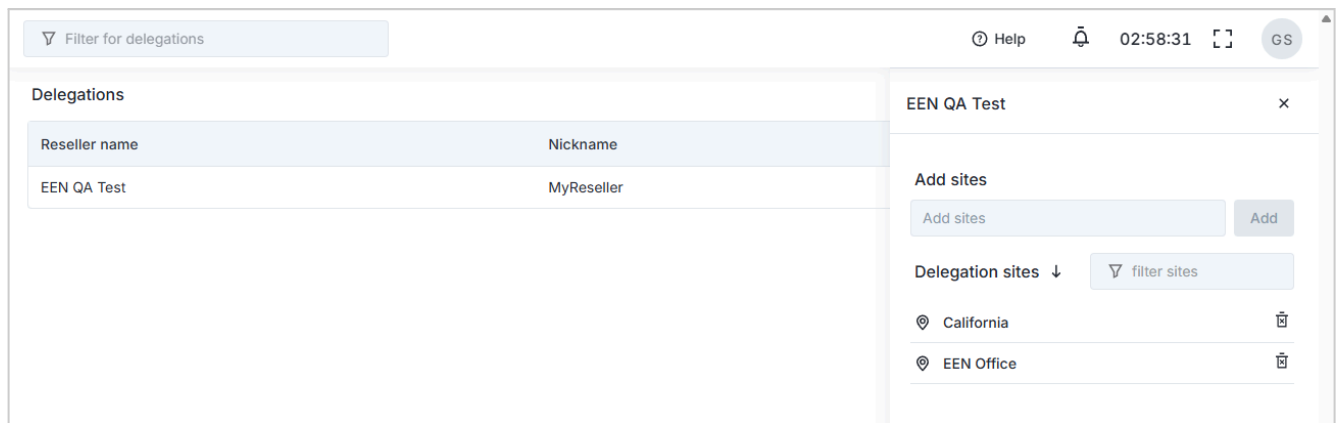 Filter for delegations
Help
02:58:31
GS
Delegations
Reseller name Nickname
EEN QA Test MyReseller
EEN QA Test
Add sites
Add sites Add
Delegation sites filter sites
California
EEN Office